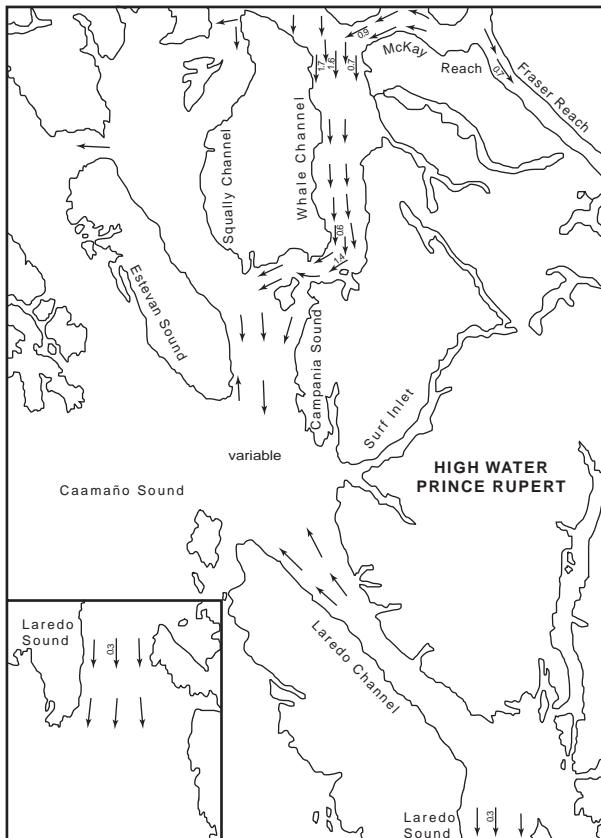 0.9
McKay
Reach
1.7
1.6
0.7
0.7
Fraser Reach
Squally Channel
Whale Channel
0.6
1.4
Estevan Sound
Campania Sound
Surf Inlet
variable
HIGH WATER
PRINCE RUPERT
Caamaño Sound
Laredo
Sound
0.3
Laredo Channel
Laredo
Sound
0.3